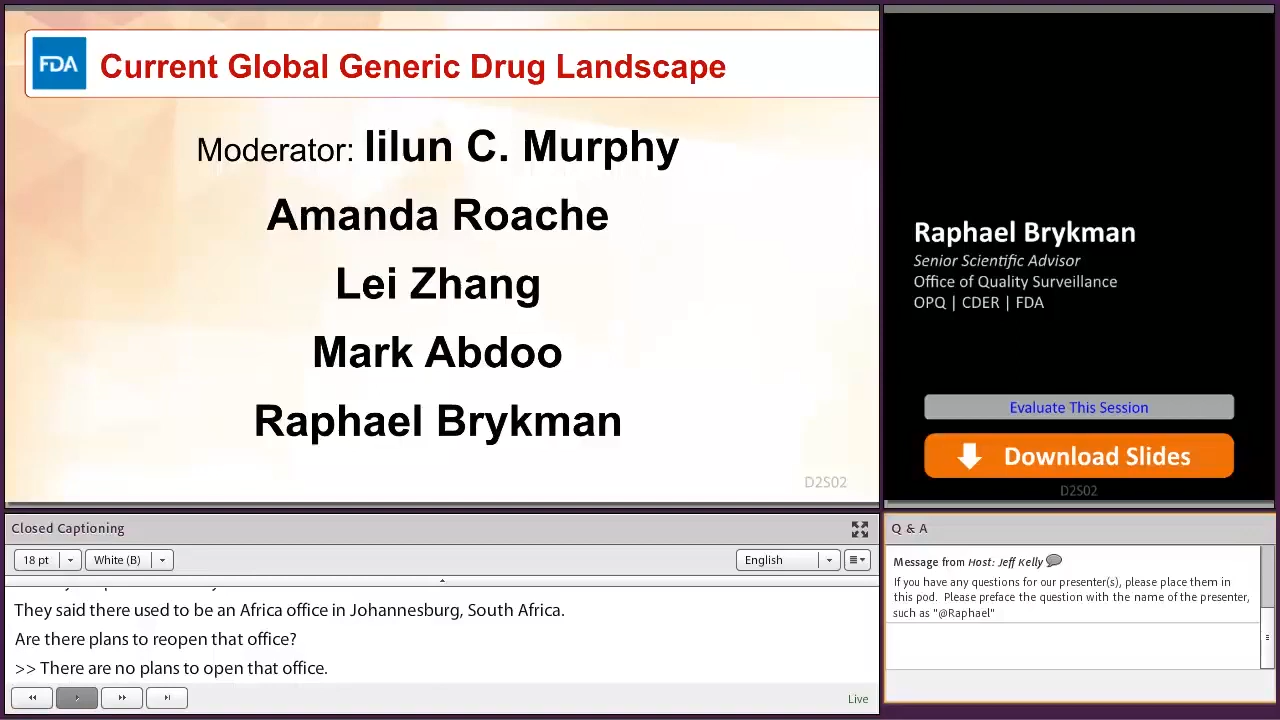 FDA
Current Global Generic Drug Landscape
Moderator: Iilun C. Murphy
Amanda Roache
Lei Zhang
Mark Abdoo
Raphael Brykman
D2S02
Raphael Brykman
Senior Scientific Advisor
Office of Quality Surveillance
OPQ | CDER | FDA
Evaluate This Session
Download Slides
D2S02
Closed Captioning
18 pt
White (B)
English
They said there used to be an Africa office in Johannesburg, South Africa.
Are there plans to reopen that office?
>> There are no plans to open that office.
Live
Q & A
Message from Host: Jeff Kelly
If you have any questions for our presenter(s), please place them in
this pod. Please preface the question with the name of the presenter,
such as "@Raphael"